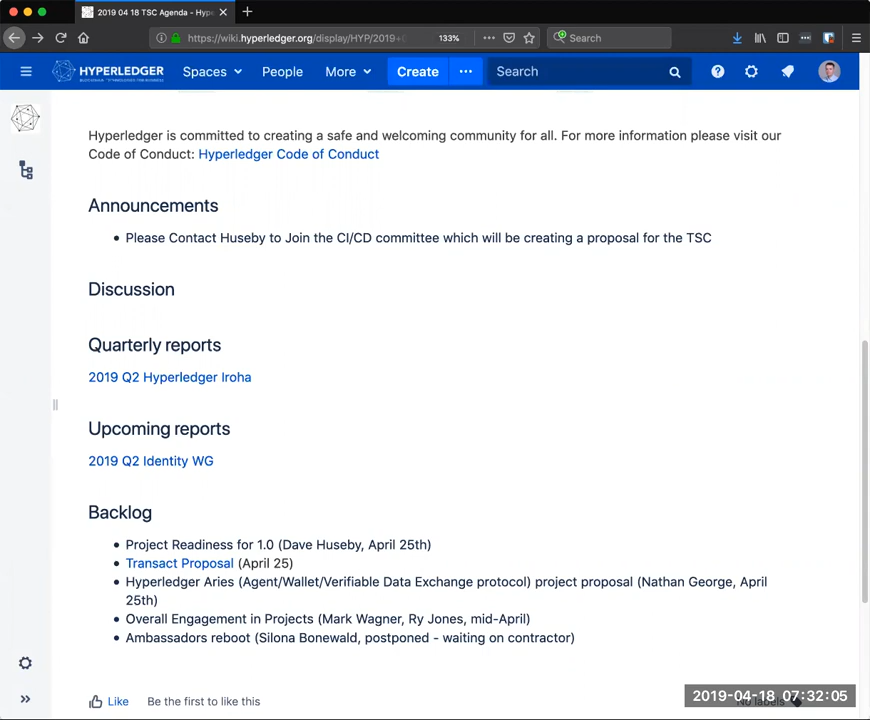 2019 04 18 TSC Agenda - Hype
https://wiki.hyperledger.org/display/HYP/2019+0
133%
Search
HYPERLEDGER
Spaces
People
More
Create
Search
Hyperledger is committed to creating a safe and welcoming community for all. For more information please visit our
Code of Conduct: Hyperledger Code of Conduct
Announcements
Please Contact Huseby to Join the CI/CD committee which will be creating a proposal for the TSC
Discussion
Quarterly reports
2019 Q2 Hyperledger Iroha
Upcoming reports
2019 Q2 Identity WG
Backlog
Project Readiness for 1.0 (Dave Huseby, April 25th)
Transact Proposal (April 25)
Hyperledger Aries (Agent/Wallet/Verifiable Data Exchange protocol) project proposal (Nathan George, April
25th)
Overall Engagement in Projects (Mark Wagner, Ry Jones, mid-April)
Ambassadors reboot (Silona Bonewald, postponed - waiting on contractor)
Like
Be the first to like this
No labels
2019-04-18 07:32:05